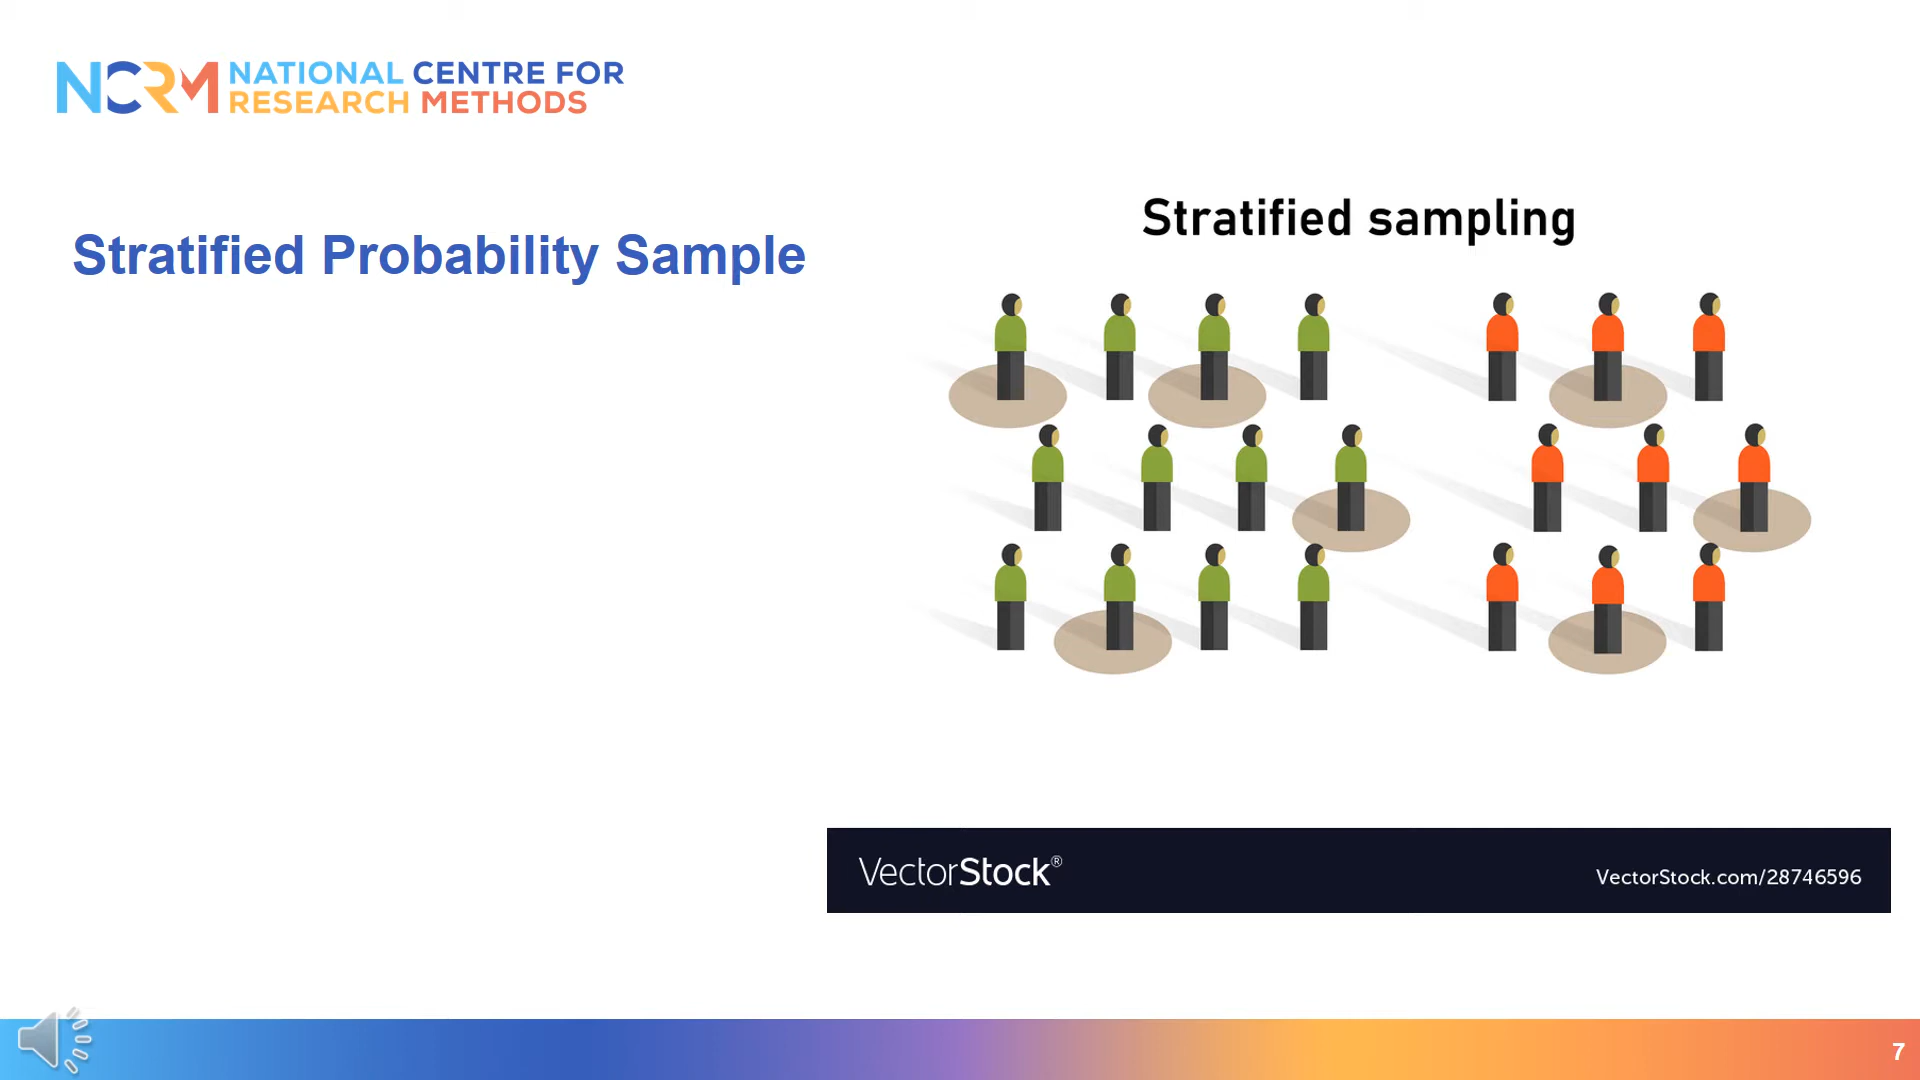 NCRM NATIONAL CENTRE FOR
RESEARCH METHODS
Stratified Probability Sample
Stratified sampling
VectorStock®
VectorStock.com/28746596
7